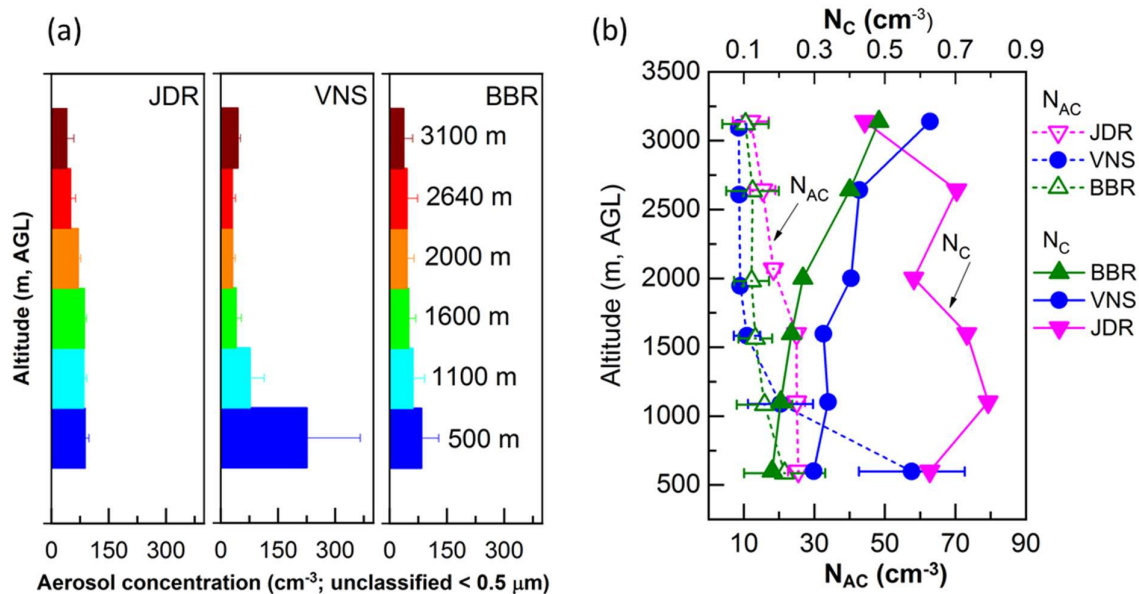 (a)
JDR
VNS
BBR
3100 m
2640 m
2000 m
1600 m
1100 m
500 m
Altitude (m, AGL)
0 150 300 0 150 300 0 150 300
Aerosol concentration (cm⁻³; unclassified < 0.5 μm)
(b)
N_C (cm⁻³)
0.1 0.3 0.5 0.7 0.9
3500
3000
2500
2000
1500
1000
500
Altitude (m, AGL)
N_AC
N_C
10 30 50 70 90
N_AC (cm⁻³)
N_AC
JDR
VNS
BBR
N_C
BBR
VNS
JDR